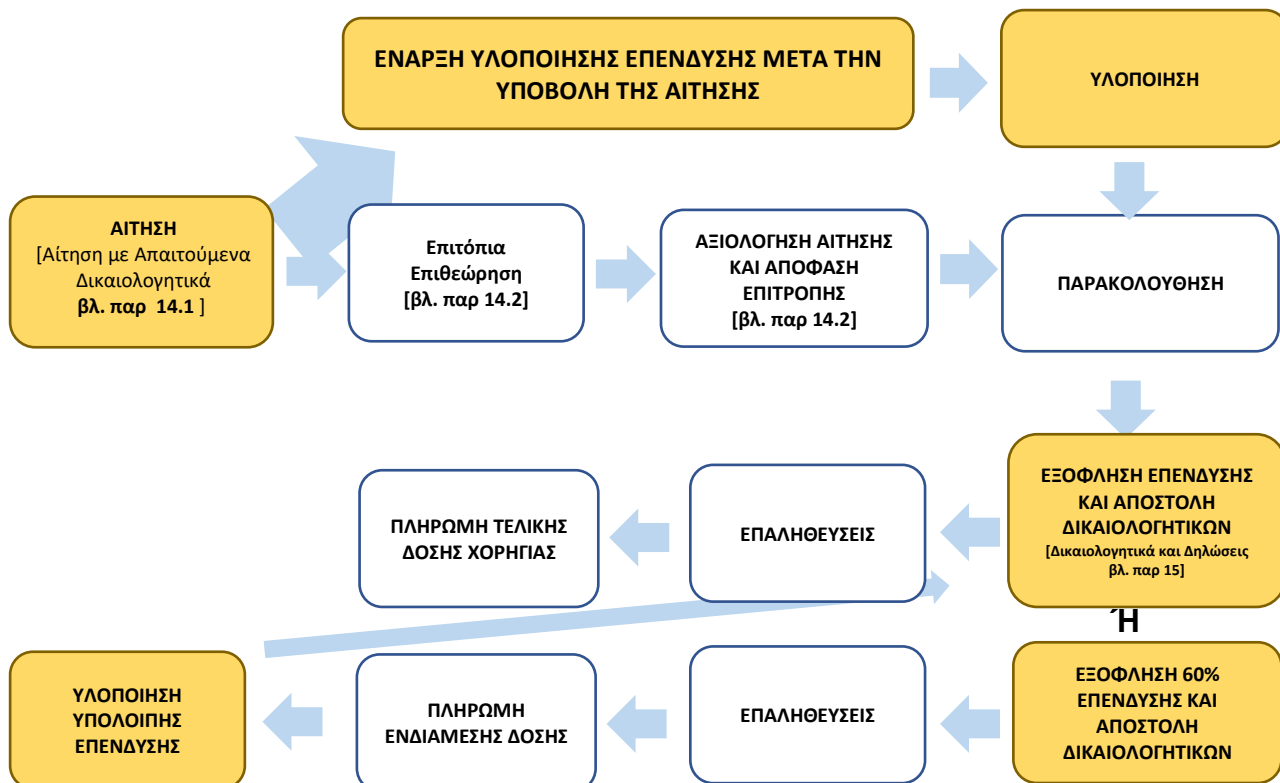 ΕΝΑΡΞΗ ΥΛΟΠΟΙΗΣΗΣ ΕΠΕΝΔΥΣΗΣ ΜΕΤΑ ΤΗΝ
ΥΠΟΒΟΛΗ ΤΗΣ ΑΙΤΗΣΗΣ
ΥΛΟΠΟΙΗΣΗ
ΑΙΤΗΣΗ
[Αίτηση με Απαιτούμενα
Δικαιολογητικά
βλ. παρ 14.1 ]
Επιτόπια
Επιθεώρηση
[βλ. παρ 14.2]
ΑΞΙΟΛΟΓΗΣΗ ΑΙΤΗΣΗΣ
ΚΑΙ ΑΠΟΦΑΣΗ
ΕΠΙΤΡΟΠΗΣ
[βλ. παρ 14.2]
ΠΑΡΑΚΟΛΟΥΘΗΣΗ
ΠΛΗΡΩΜΗ ΤΕΛΙΚΗΣ
ΔΟΣΗΣ ΧΟΡΗΓΙΑΣ
ΕΠΑΛΗΘΕΥΣΕΙΣ
ΕΞΟΦΛΗΣΗ ΕΠΕΝΔΥΣΗΣ
ΚΑΙ ΑΠΟΣΤΟΛΗ
ΔΙΚΑΙΟΛΟΓΗΤΙΚΩΝ
[Δικαιολογητικά και Δηλώσεις
βλ. παρ 15]
Ή
ΥΛΟΠΟΙΗΣΗ
ΥΠΟΛΟΙΠΗΣ
ΕΠΕΝΔΥΣΗΣ
ΠΛΗΡΩΜΗ
ΕΝΔΙΑΜΕΣΗΣ ΔΟΣΗΣ
ΕΠΑΛΗΘΕΥΣΕΙΣ
ΕΞΟΦΛΗΣΗ 60%
ΕΠΕΝΔΥΣΗΣ ΚΑΙ
ΑΠΟΣΤΟΛΗ
ΔΙΚΑΙΟΛΟΓΗΤΙΚΩΝ